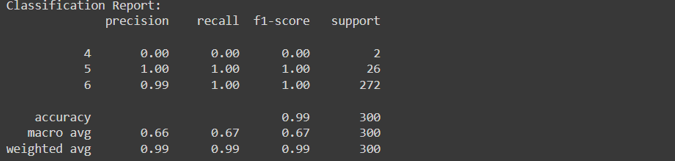 Classification Report:
precision recall f1-score support
4 0.00 0.00 0.00 2
5 1.00 1.00 1.00 26
6 0.99 1.00 1.00 272
accuracy 0.99 300
macro avg 0.66 0.67 0.67 300
weighted avg 0.99 0.99 0.99 300